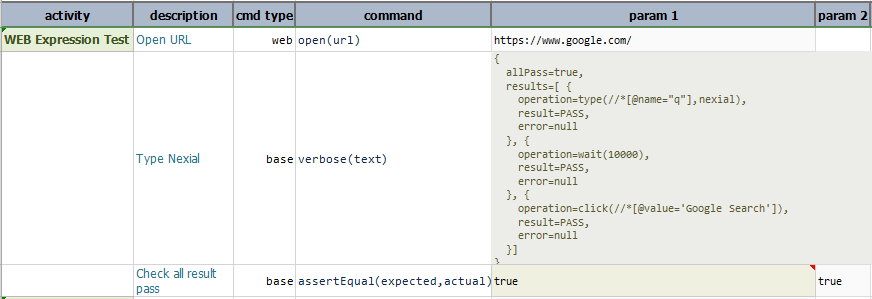 activity description cmd type command param 1 param 2
WEB Expression Test Open URL web open(url) https://www.google.com/
{
allPass=true,
results=[ {
operation=type(//*[@name="q"],nexial),
result=PASS,
error=null
}, {
Type Nexial base verbose(text) operation=wait(10000),
result=PASS,
error=null
}, {
operation=click(//*[@value='Google Search']),
result=PASS,
error=null
}]
}
Check all result
pass base assertEqual(expected,actual) true true